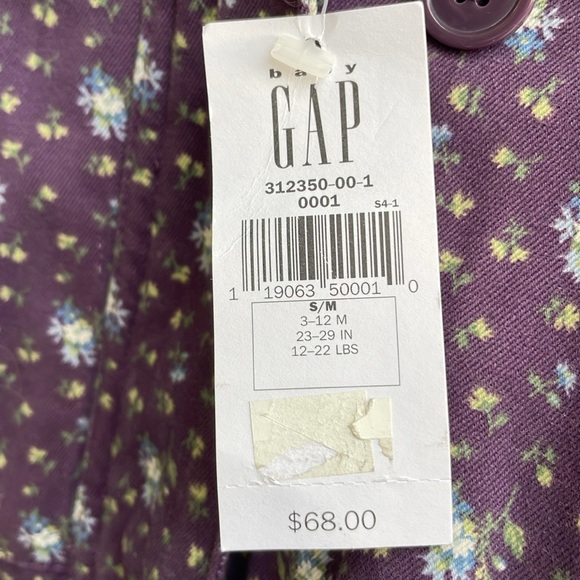 baby
GAP
312350-00-1
0001 S4-1
1 19063 50001 0
S/M
3–12 M
23–29 IN
12–22 LBS
$68.00